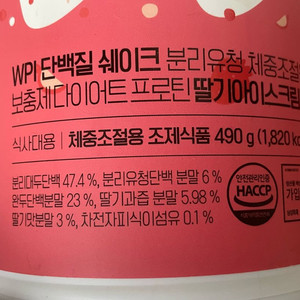 WPI 단백질 쉐이크 분리유청 체중조절
보충제 다이어트 프로틴 딸기아이스크림
식사대용 체중조절용 조제식품 490 g (1,820 kc
분리대두단백 47.4 %, 분리유청단백 분말 6 %
완두단백분말 23 %, 딸기과즙 분말 5.98 %
딸기맛분말 3 %, 차전자피식이섬유 0.1 %
안전관리인증
HACCP